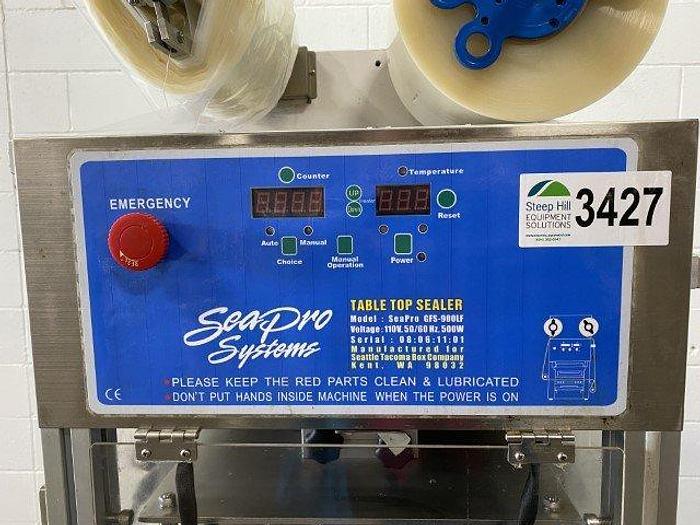 Counter
Temperature
EMERGENCY
UP
Down
Counter
Reset
Auto
Manual
Choice
Manual
Operation
Power
Steep Hill
EQUIPMENT
SOLUTIONS
3427
SeaPro
Systems
TABLE TOP SEALER
Model : SeaPro GFS-900LF
Voltage : 110V, 50/60 Hz, 500W
Serial : 08:06:11:01
Manufactured for
Seattle Tacoma Box Company
Kent, WA 98032
•PLEASE KEEP THE RED PARTS CLEAN & LUBRICATED
•DON'T PUT HANDS INSIDE MACHINE WHEN THE POWER IS ON
CE